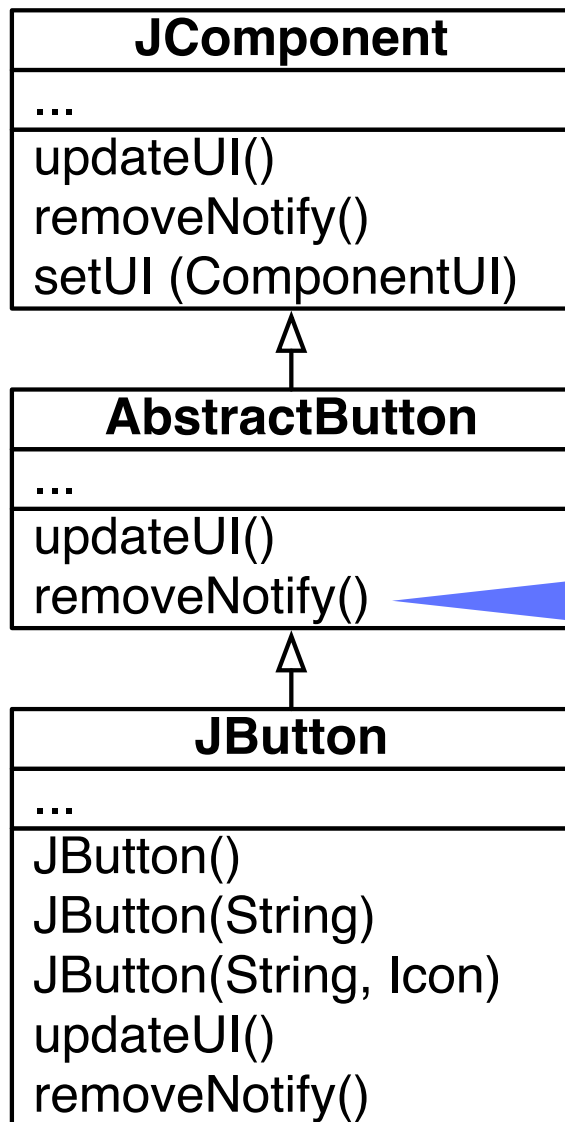 JComponent
...
updateUI()
removeNotify()
setUI (ComponentUI)
AbstractButton
...
updateUI()
removeNotify()
JButton
...
JButton()
JButton(String)
JButton(String, Icon)
updateUI()
removeNotify()